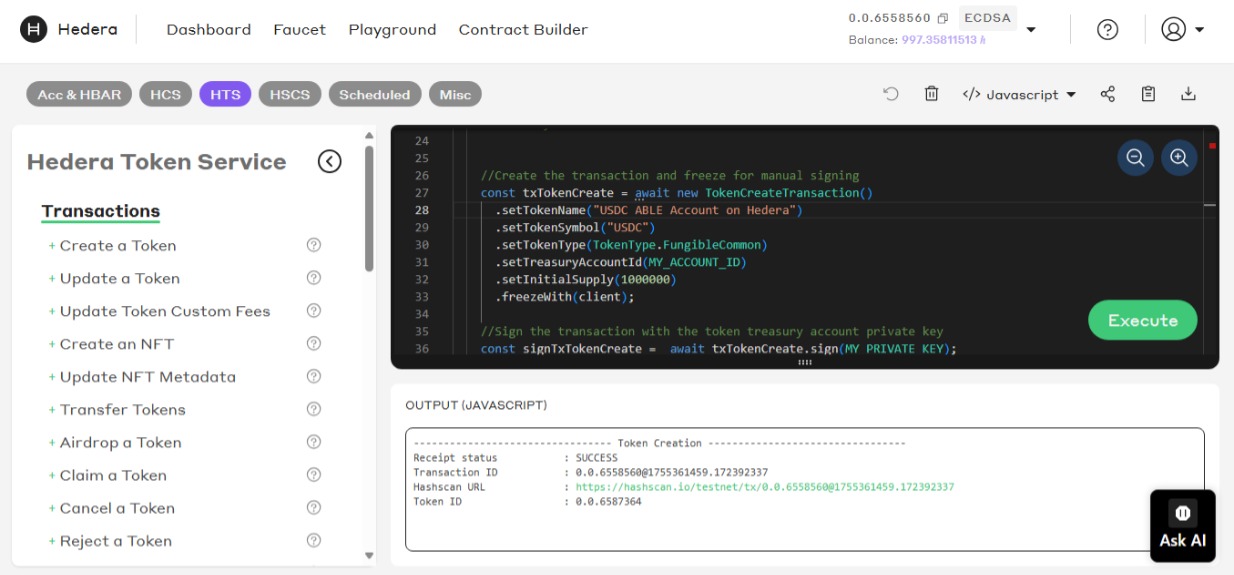 H Hedera Dashboard Faucet Playground Contract Builder 0.0.6558560 ECDSA
Balance: 997.35811513 ℏ
Acc & HBAR HCS HTS HSCS Scheduled Misc </> Javascript
Hedera Token Service
Transactions
+ Create a Token
+ Update a Token
+ Update Token Custom Fees
+ Create an NFT
+ Update NFT Metadata
+ Transfer Tokens
+ Airdrop a Token
+ Claim a Token
+ Cancel a Token
+ Reject a Token
24
25
26 //Create the transaction and freeze for manual signing
27 const txTokenCreate = await new TokenCreateTransaction()
28 .setTokenName("USDC ABLE Account on Hedera")
29 .setTokenSymbol("USDC")
30 .setTokenType(TokenType.FungibleCommon)
31 .setTreasuryAccountId(MY_ACCOUNT_ID)
32 .setInitialSupply(1000000)
33 .freezeWith(client);
34
35 //Sign the transaction with the token treasury account private key
36 const signTxTokenCreate = await txTokenCreate.sign(MY_PRIVATE_KEY);
Execute
OUTPUT (JAVASCRIPT)
-------------------------------- Token Creation --------------------------------
Receipt status : SUCCESS
Transaction ID : 0.0.6558560@1755361459.172392337
Hashscan URL : https://hashscan.io/testnet/tx/0.0.6558560@1755361459.172392337
Token ID : 0.0.6587364
Ask AI